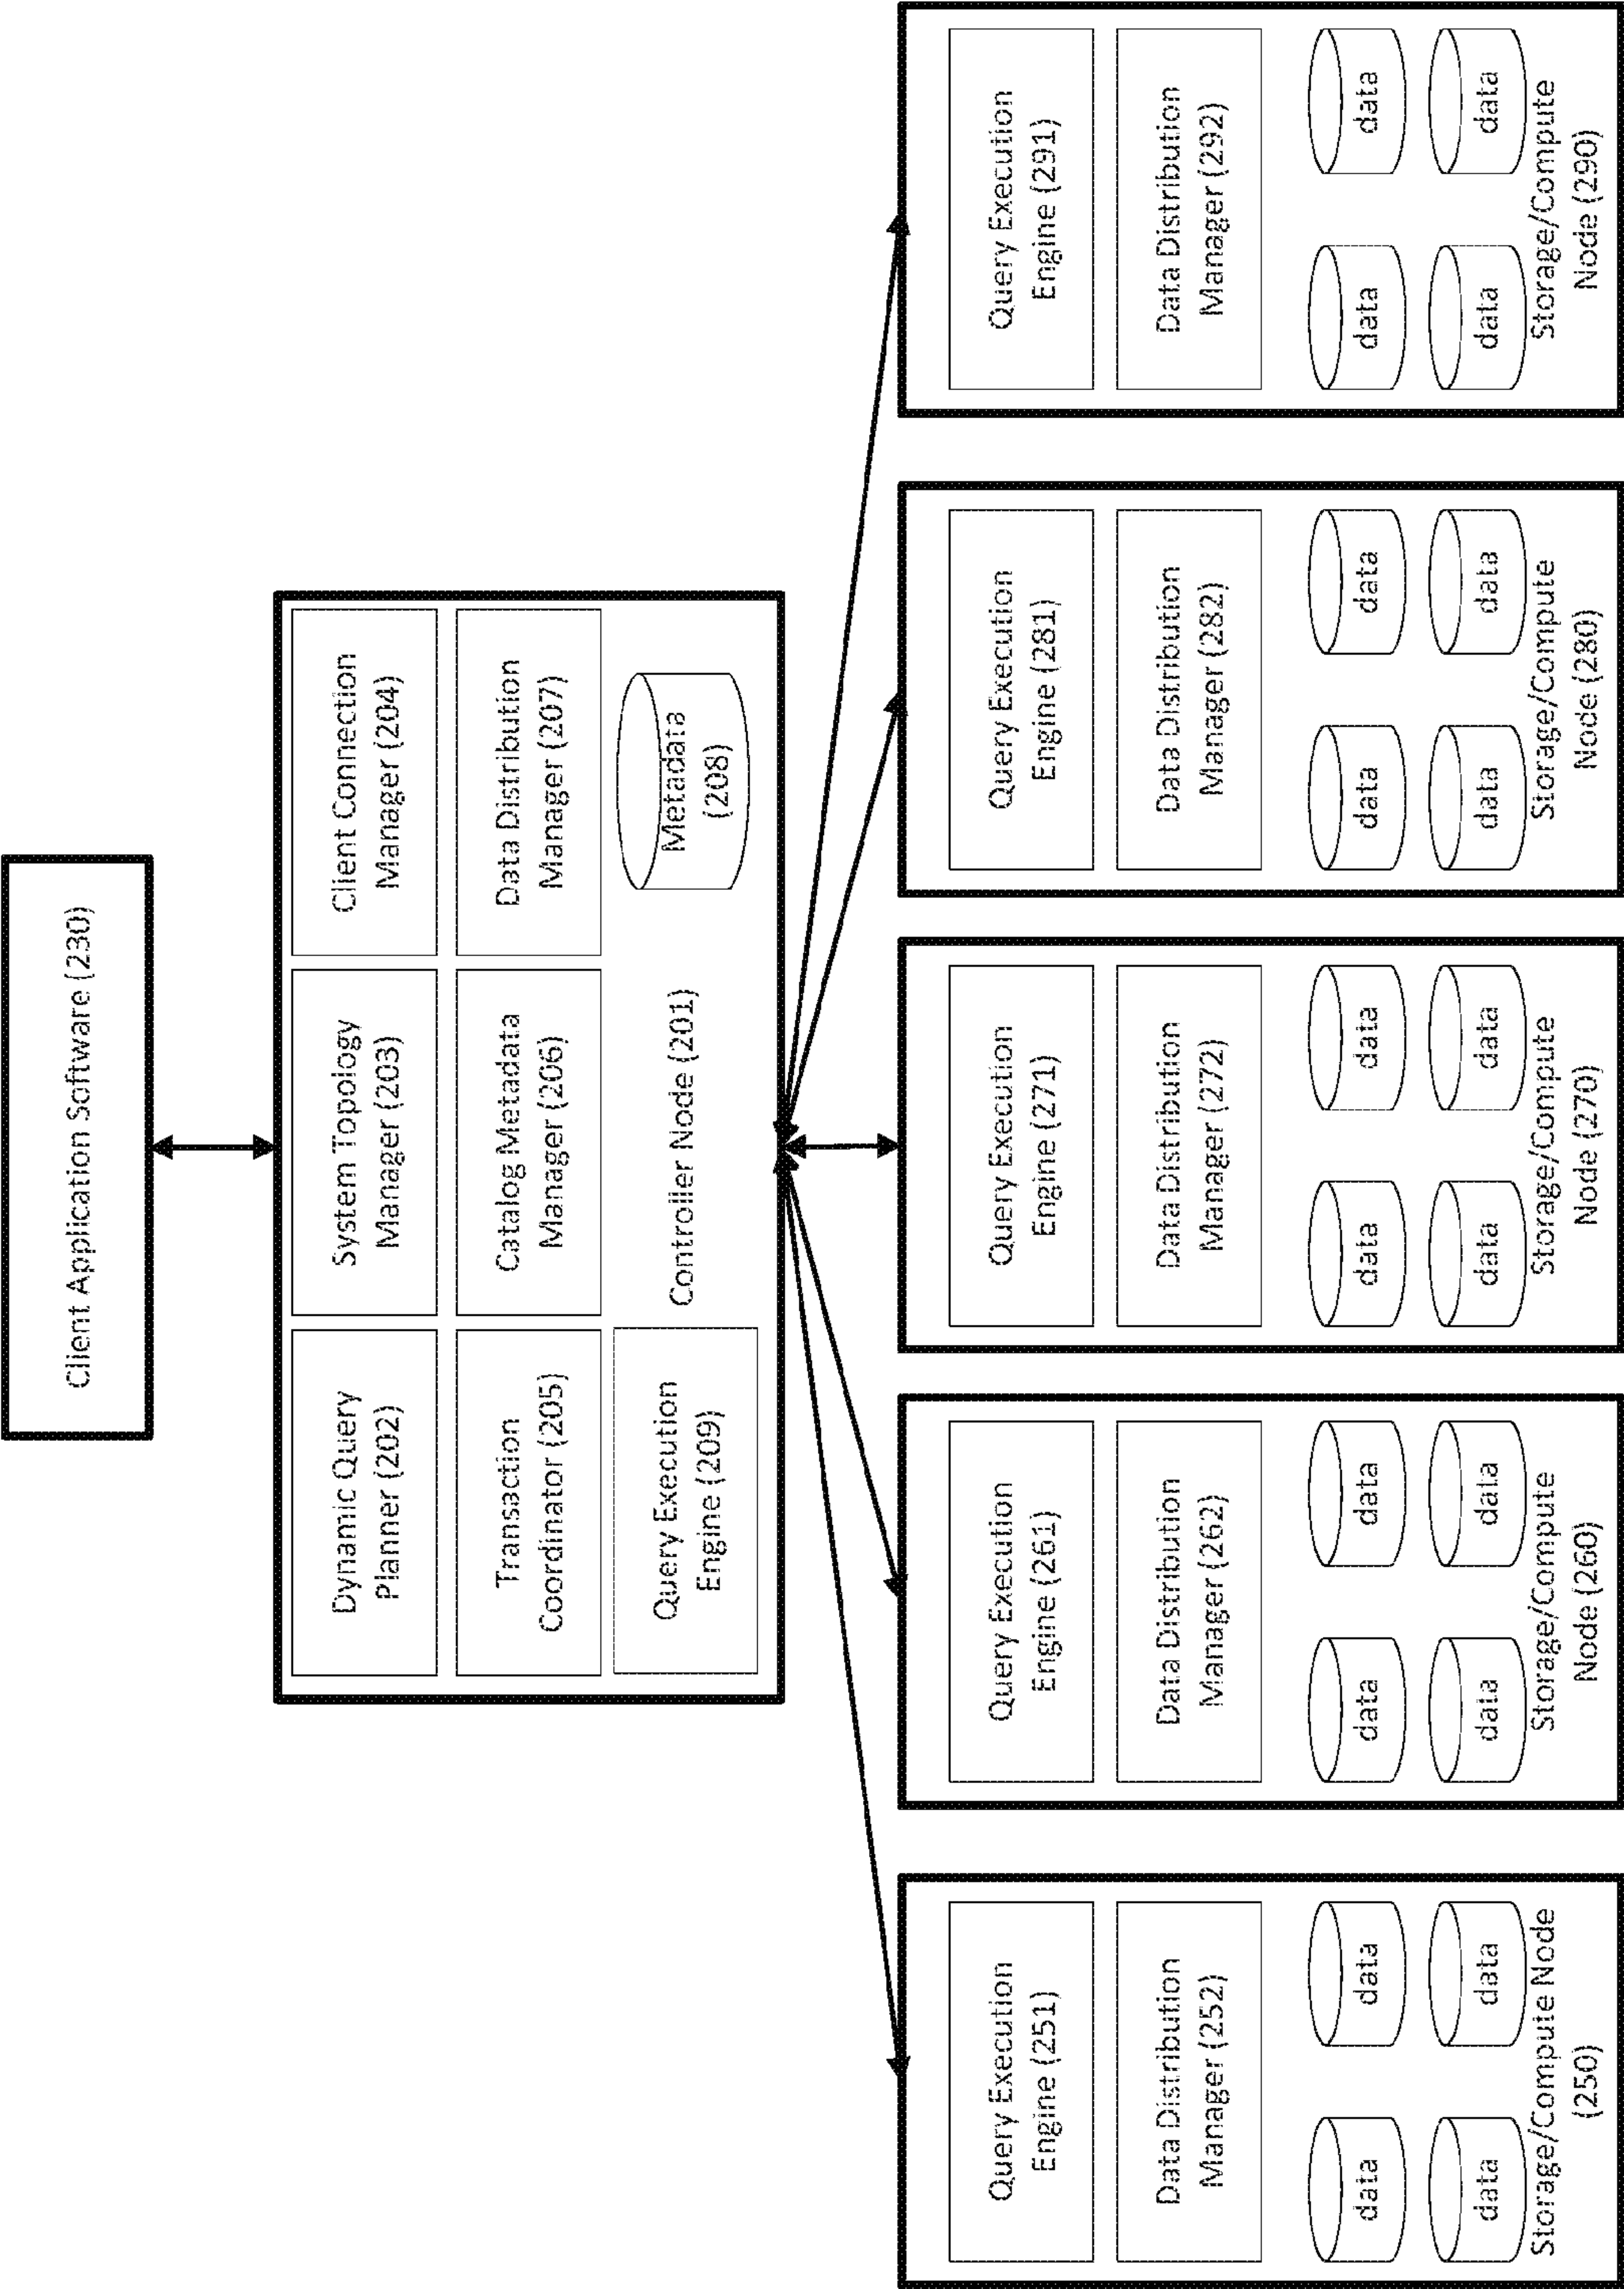 Client Application Software (230)
Dynamic Query
Planner (202)
System Topology
Manager (203)
Client Connection
Manager (204)
Transaction
Coordinator (205)
Catalog Metadata
Manager (206)
Data Distribution
Manager (207)
Query Execution
Engine (209)
Controller Node (201)
Metadata
(208)
Query Execution
Engine (251)
Data Distribution
Manager (252)
data
data
data
data
Storage/Compute Node
(250)
Query Execution
Engine (261)
Data Distribution
Manager (262)
data
data
data
data
Storage/Compute
Node (260)
Query Execution
Engine (271)
Data Distribution
Manager (272)
data
data
data
data
Storage/Compute
Node (270)
Query Execution
Engine (281)
Data Distribution
Manager (282)
data
data
data
data
Storage/Compute
Node (280)
Query Execution
Engine (291)
Data Distribution
Manager (292)
data
data
data
data
Storage/Compute
Node (290)